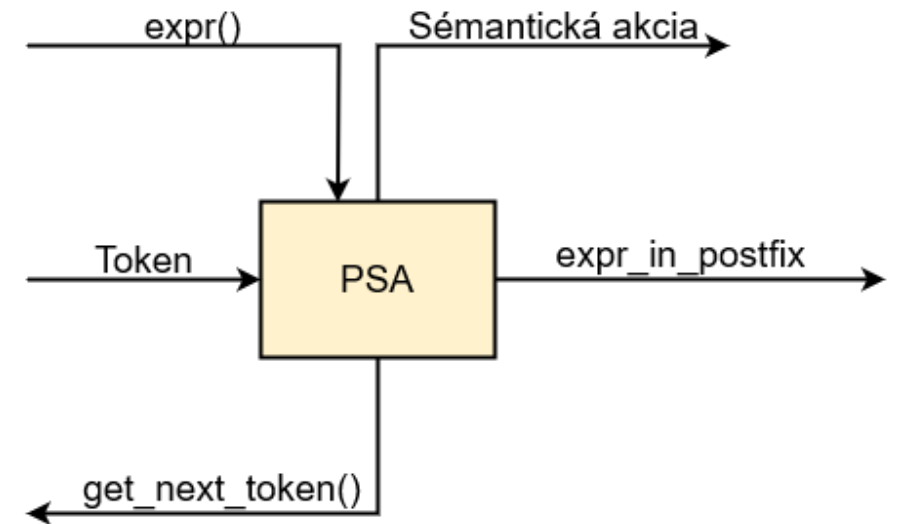 expr()
Sémantická akcia
Token
PSA
expr_in_postfix
get_next_token()